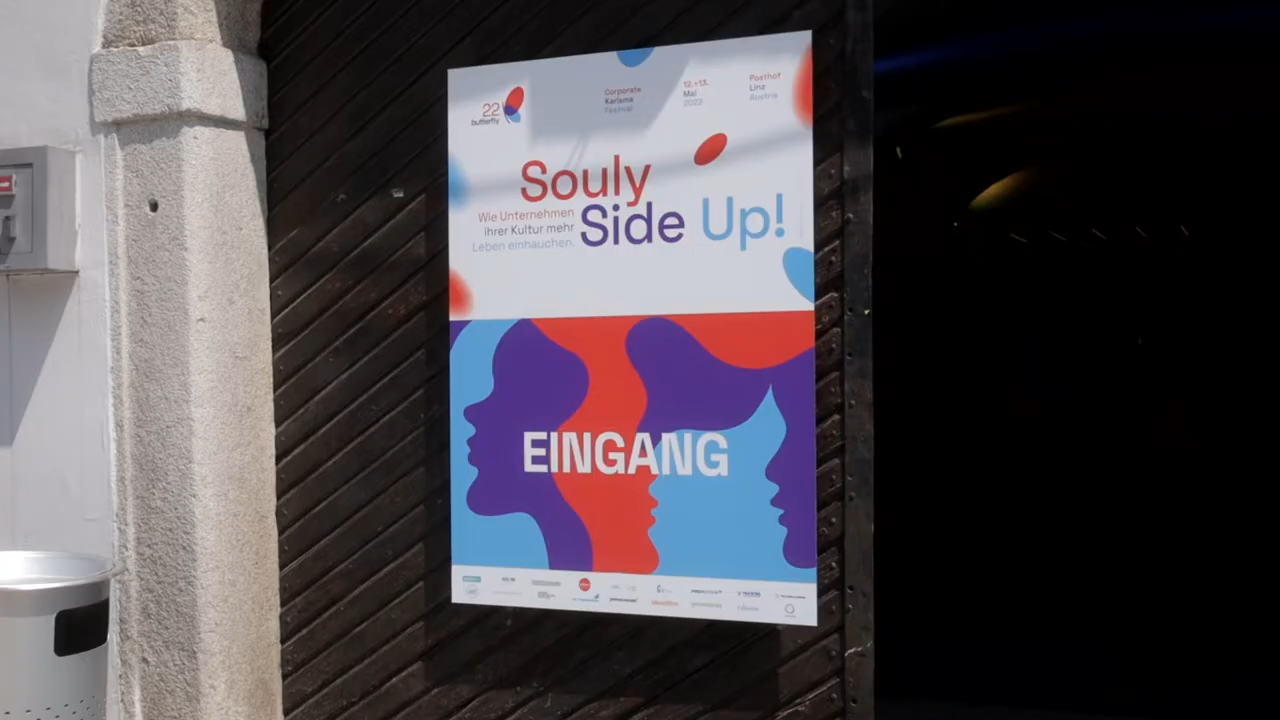 22
butterfly
Corporate
Karisma
Festival
12.+13.
Mai
2022
Posthof
Linz
Austria
Souly
Side Up!
Wie Unternehmen
ihrer Kultur mehr
Leben einhauchen.
EINGANG